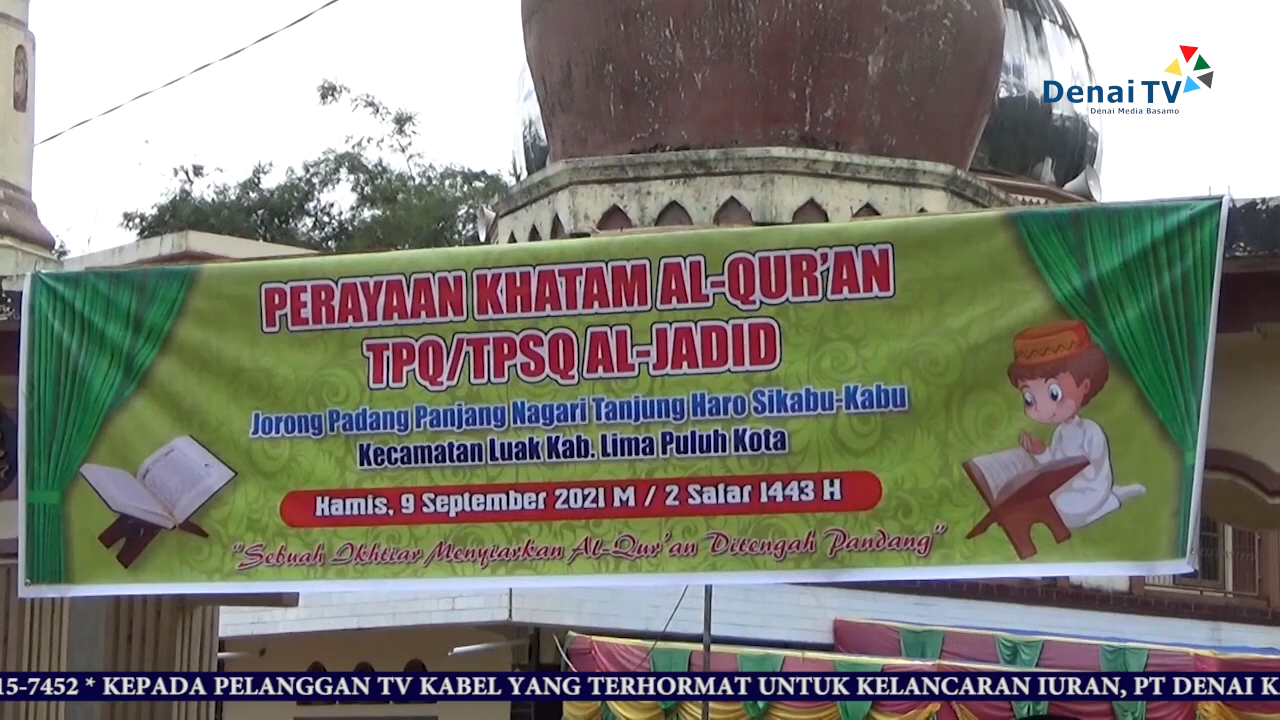 Denai TV
Denai Media Basamo
PERAYAAN KHATAM AL-QUR'AN
TPQ/TPSQ AL-JADID
Jorong Padang Panjang Nagari Tanjung Haro Sikabu-Kabu
Kecamatan Luak Kab. Lima Puluh Kota
Hamis, 9 September 2021 M / 2 Safar 1443 H
"Sebuah Ikhtiar Menyiarkan Al-Qur'an Ditengah Pandang"
15-7452 * KEPADA PELANGGAN TV KABEL YANG TERHORMAT UNTUK KELANCARAN IURAN, PT DENAI K